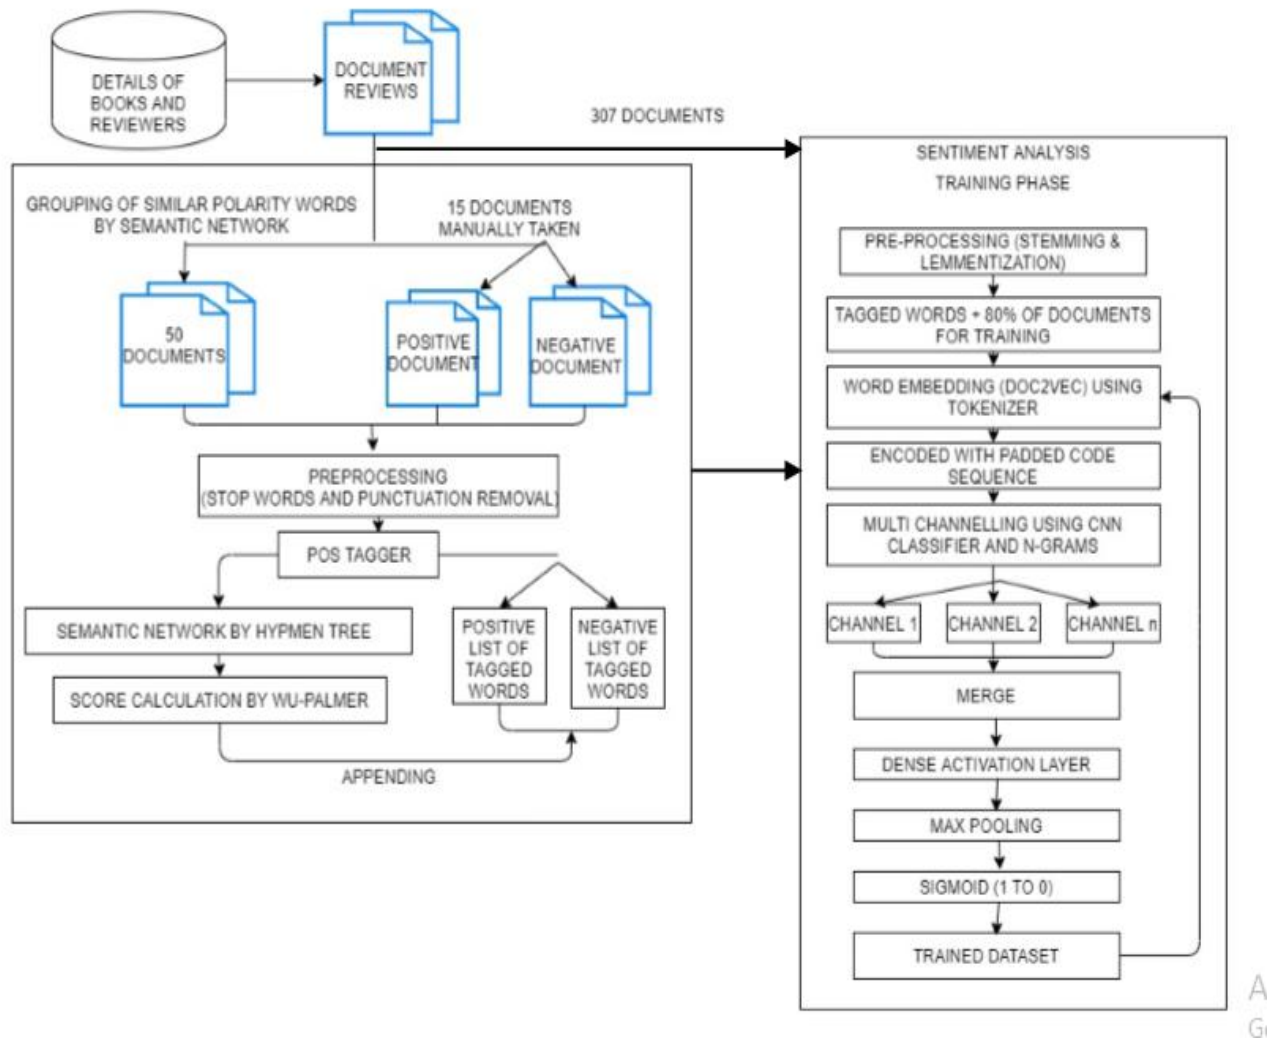 DETAILS OF
BOOKS AND
REVIEWERS
DOCUMENT
REVIEWS
307 DOCUMENTS
GROUPING OF SIMILAR POLARITY WORDS
BY SEMANTIC NETWORK
15 DOCUMENTS
MANUALLY TAKEN
50
DOCUMENTS
POSITIVE
DOCUMENT
NEGATIVE
DOCUMENT
PREPROCESSING
(STOP WORDS AND PUNCTUATION REMOVAL)
POS TAGGER
SEMANTIC NETWORK BY HYPMEN TREE
SCORE CALCULATION BY WU-PALMER
POSITIVE
LIST OF
TAGGED
WORDS
NEGATIVE
LIST OF
TAGGED
WORDS
APPENDING
SENTIMENT ANALYSIS
TRAINING PHASE
PRE-PROCESSING (STEMMING &
LEMMENTIZATION)
TAGGED WORDS + 80% OF DOCUMENTS
FOR TRAINING
WORD EMBEDDING (DOC2VEC) USING
TOKENIZER
ENCODED WITH PADDED CODE
SEQUENCE
MULTI CHANNELLING USING CNN
CLASSIFIER AND N-GRAMS
CHANNEL 1
CHANNEL 2
CHANNEL n
MERGE
DENSE ACTIVATION LAYER
MAX POOLING
SIGMOID (1 TO 0)
TRAINED DATASET